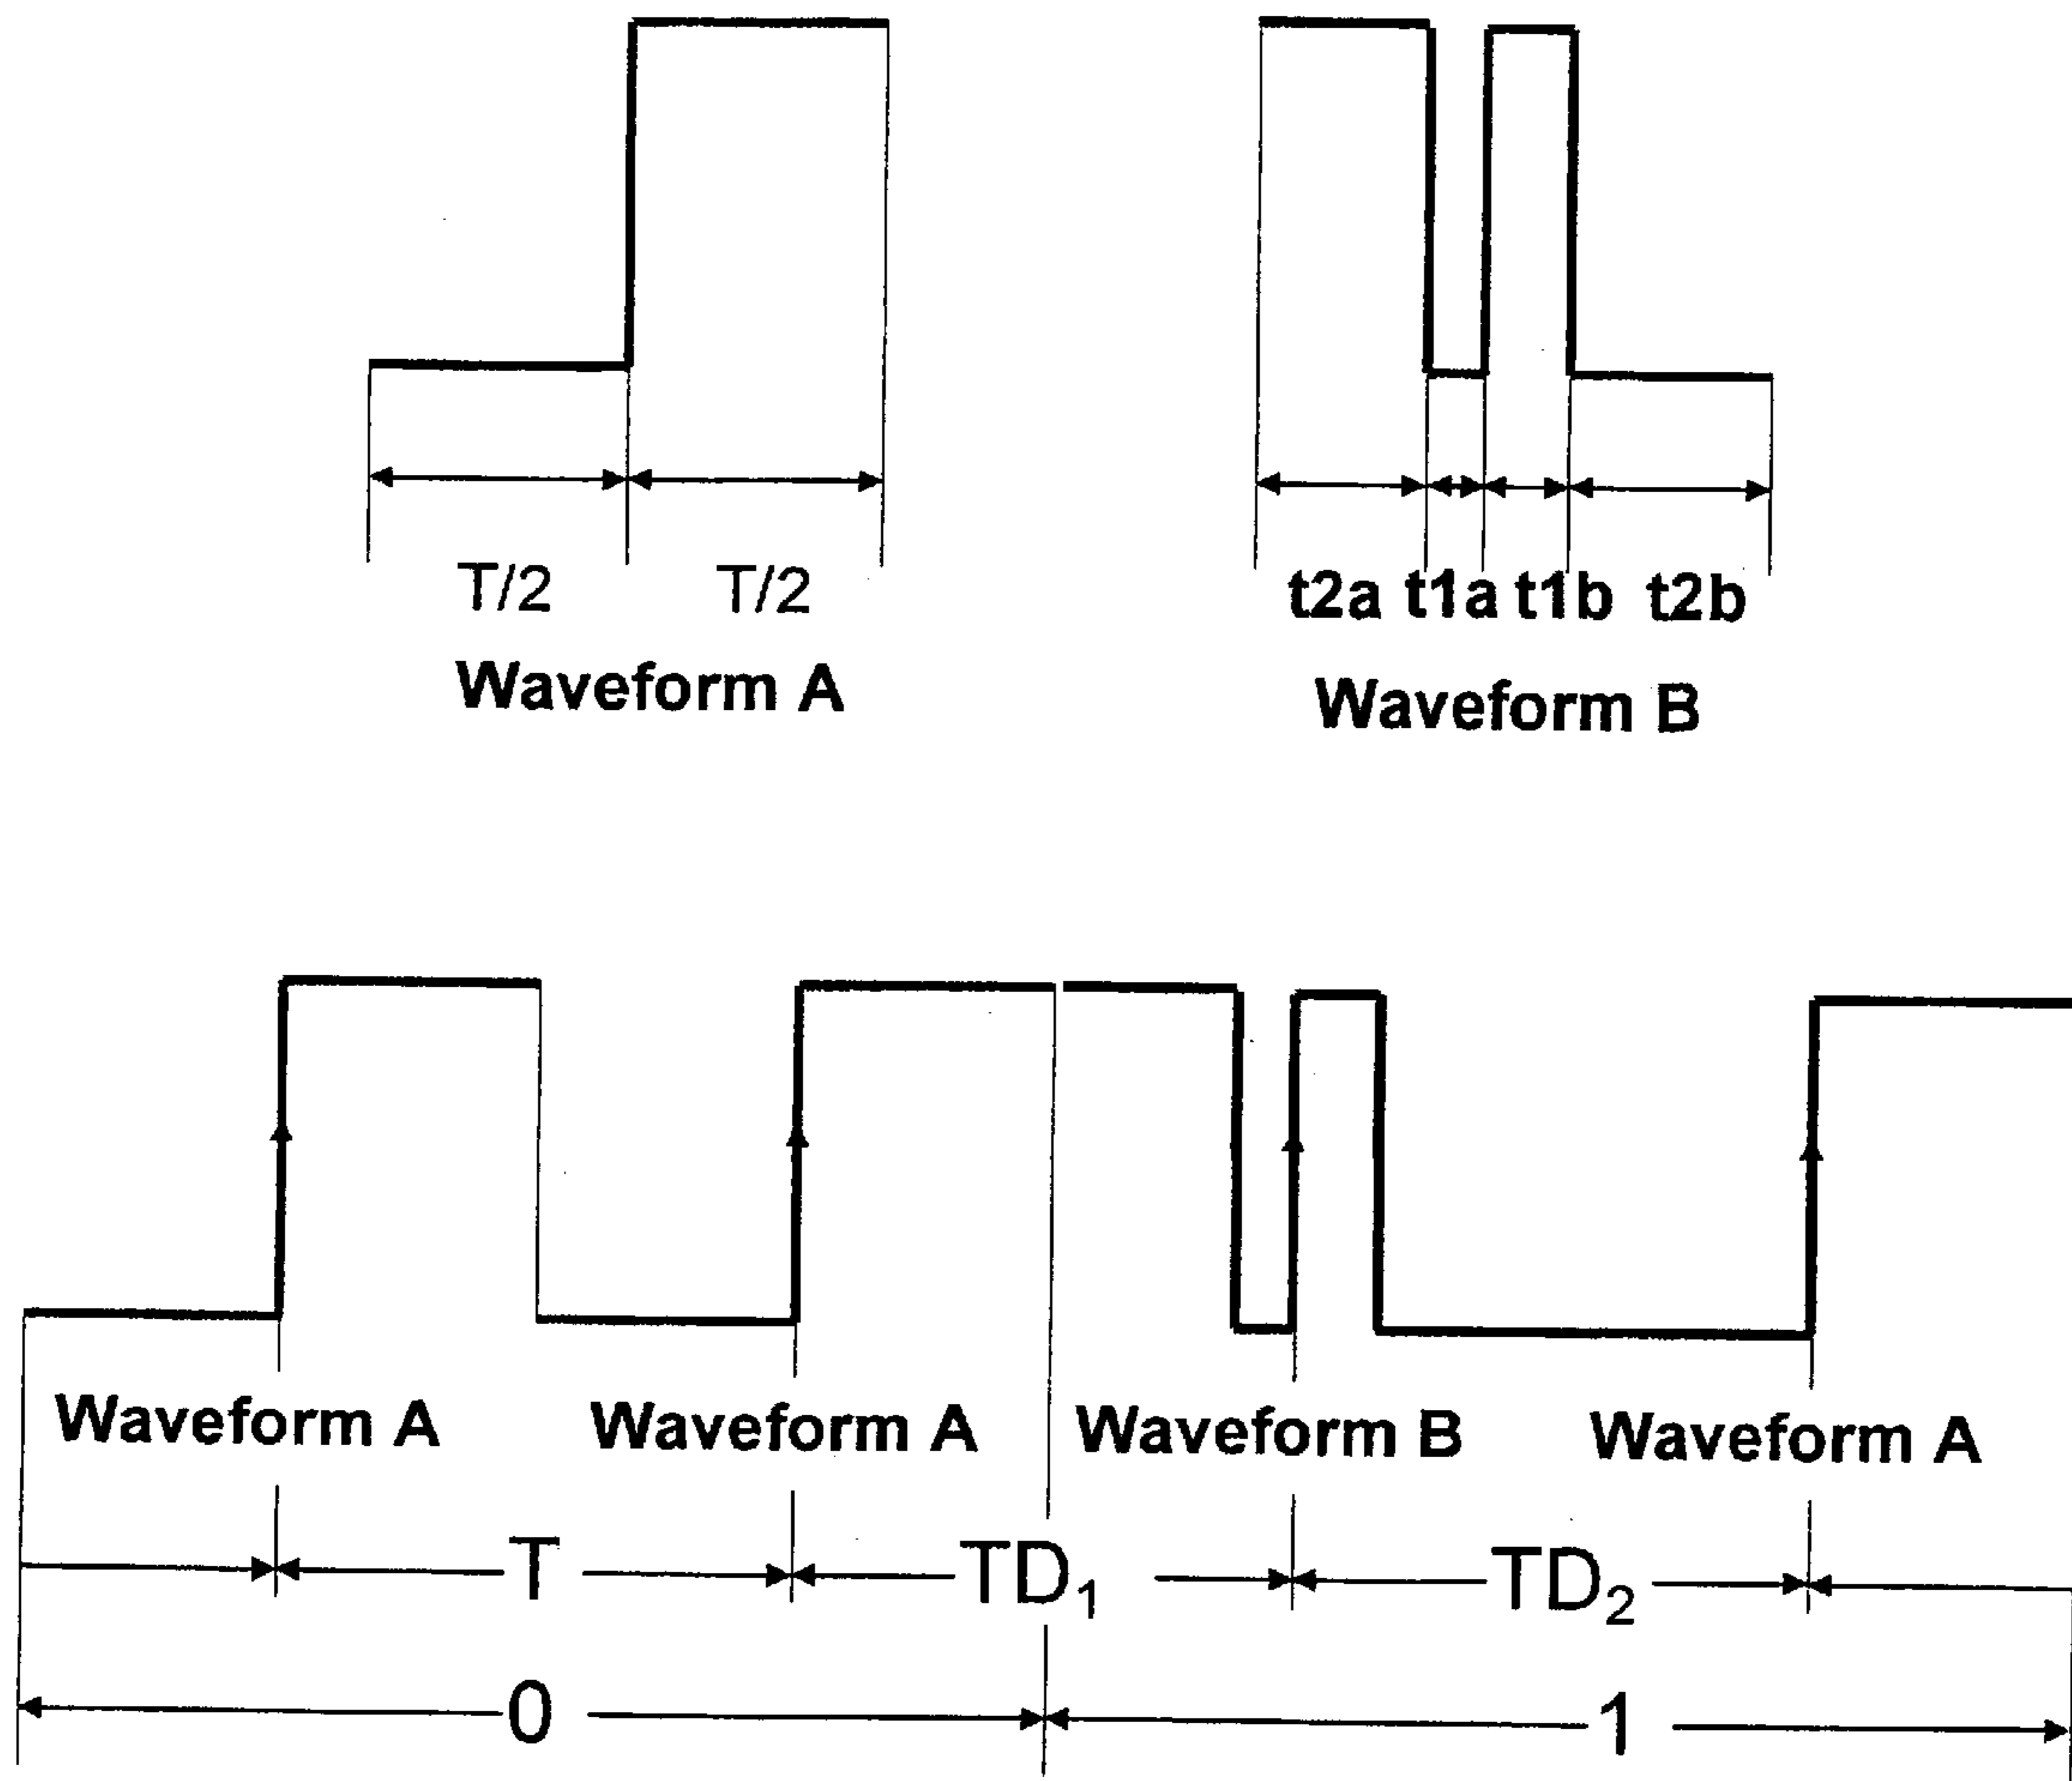 T/2 T/2
Waveform A
t2a t1a t1b t2b
Waveform B
Waveform A Waveform A Waveform B Waveform A
T TD₁ TD₂
0 1